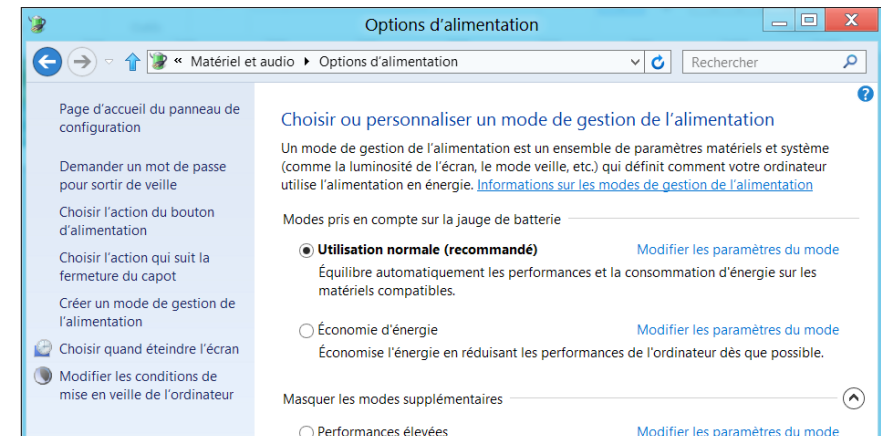 Options d'alimentation
« Matériel et audio ▸ Options d'alimentation
Rechercher
Page d'accueil du panneau de
configuration
Demander un mot de passe
pour sortir de veille
Choisir l'action du bouton
d'alimentation
Choisir l'action qui suit la
fermeture du capot
Créer un mode de gestion de
l'alimentation
Choisir quand éteindre l'écran
Modifier les conditions de
mise en veille de l'ordinateur
Choisir ou personnaliser un mode de gestion de l'alimentation
Un mode de gestion de l'alimentation est un ensemble de paramètres matériels et système
(comme la luminosité de l'écran, le mode veille, etc.) qui définit comment votre ordinateur
utilise l'alimentation en énergie. Informations sur les modes de gestion de l'alimentation
Modes pris en compte sur la jauge de batterie
Utilisation normale (recommandé) Modifier les paramètres du mode
Équilibre automatiquement les performances et la consommation d'énergie sur les
matériels compatibles.
Économie d'énergie Modifier les paramètres du mode
Économise l'énergie en réduisant les performances de l'ordinateur dès que possible.
Masquer les modes supplémentaires
Performances élevées Modifier les paramètres du mode